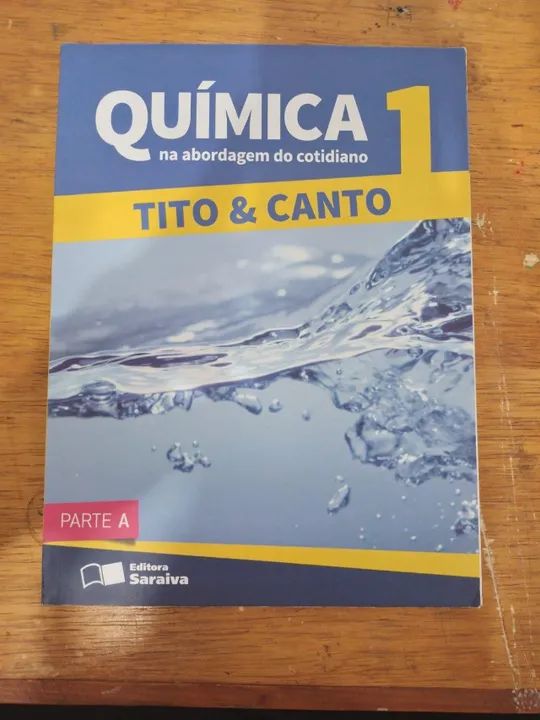 QUÍMICA 1
na abordagem do cotidiano
TITO & CANTO
PARTE A
Editora
Saraiva